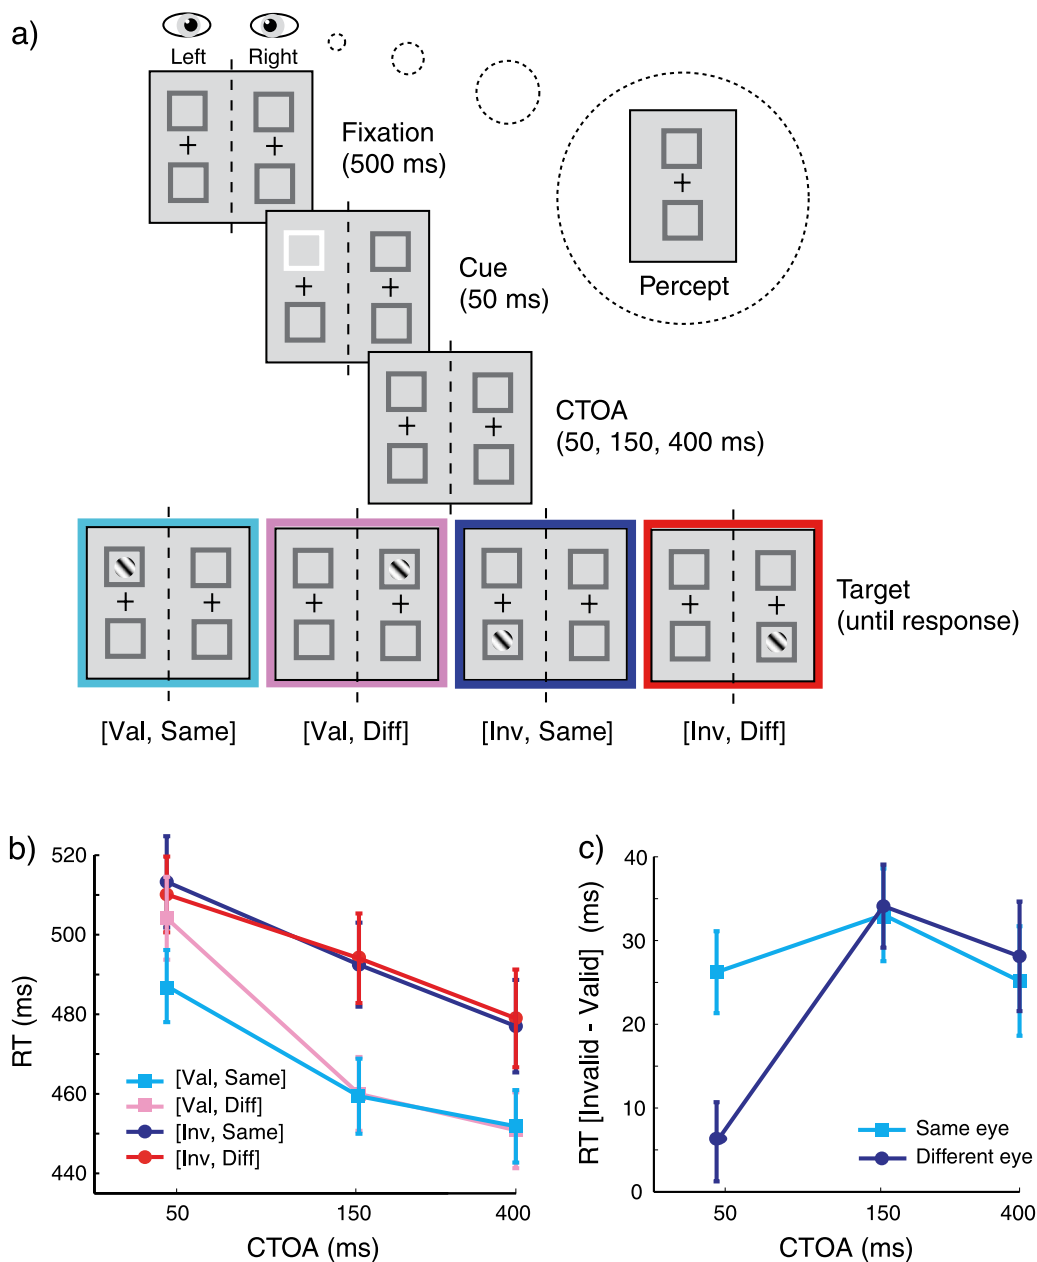 a)
Left Right
Fixation
(500 ms)
Cue
(50 ms)
Percept
CTOA
(50, 150, 400 ms)
Target
(until response)
[Val, Same] [Val, Diff] [Inv, Same] [Inv, Diff]
b)
520
500
480
460
440
RT (ms)
[Val, Same]
[Val, Diff]
[Inv, Same]
[Inv, Diff]
50 150 400
CTOA (ms)
c)
40
30
20
10
0
RT [Invalid - Valid] (ms)
Same eye
Different eye
50 150 400
CTOA (ms)